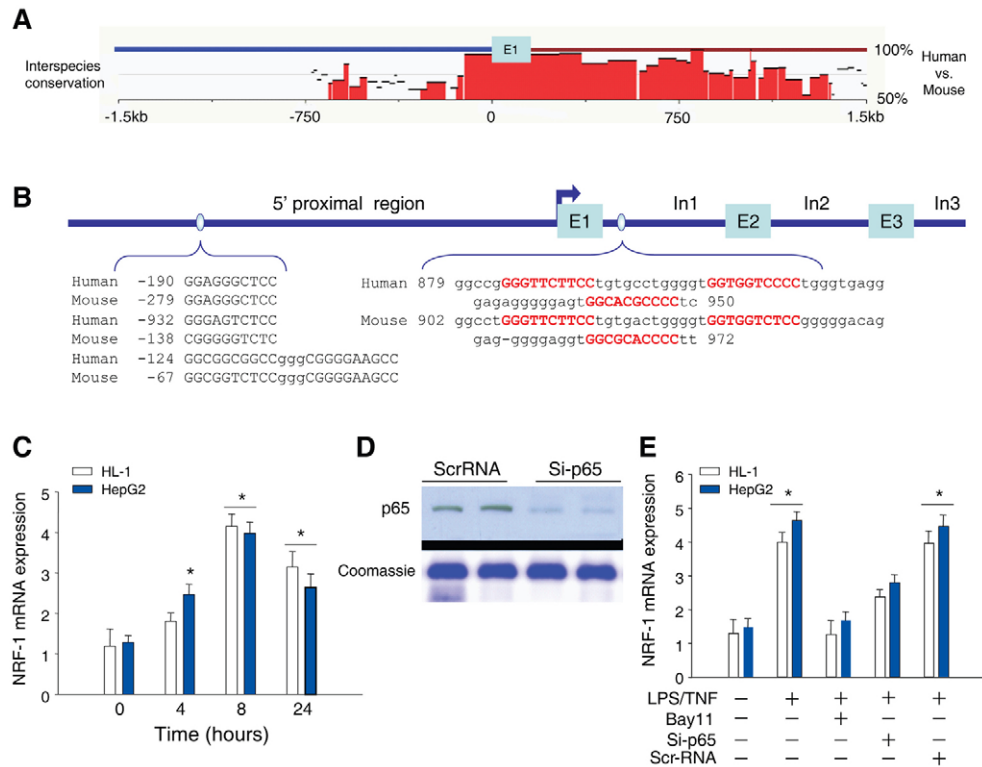 A
E1
100%
Interspecies conservation
Human vs. Mouse
50%
-1.5kb -750 0 750 1.5kb
B
5' proximal region
E1 In1 E2 In2 E3 In3
Human -190 GGAGGGCTCC
Mouse -279 GGAGGGCTCC
Human -932 GGGAGTCTCC
Mouse -138 CGGGGGTCTC
Human -124 GGCGGCGGCCgggCGGGGAAGCC
Mouse -67 GGCGGTCTCCgggCGGGGAAGCC
Human 879 ggccgGGGTTCTTCCtgtgcctggggtGGTGGTCCCCtgggtgagg
gagagggggagtGGCACGCCCCtc 950
Mouse 902 ggcctGGGTTCTTCCtgtgactggggtGGTGGTCTCCgggggacag
gag-ggggaggtGGCGCACCCCtt 972
C
HL-1
HepG2
NRF-1 mRNA expression
5
4
3
2
1
0
* * *
0 4 8 24
Time (hours)
D
ScrRNA Si-p65
p65
Coomassie
E
HL-1
HepG2
NRF-1 mRNA expression
6
5
4
3
2
1
0
* *
LPS/TNF – + + + +
Bay11 – – + – –
Si-p65 – – – + –
Scr-RNA – – – – +